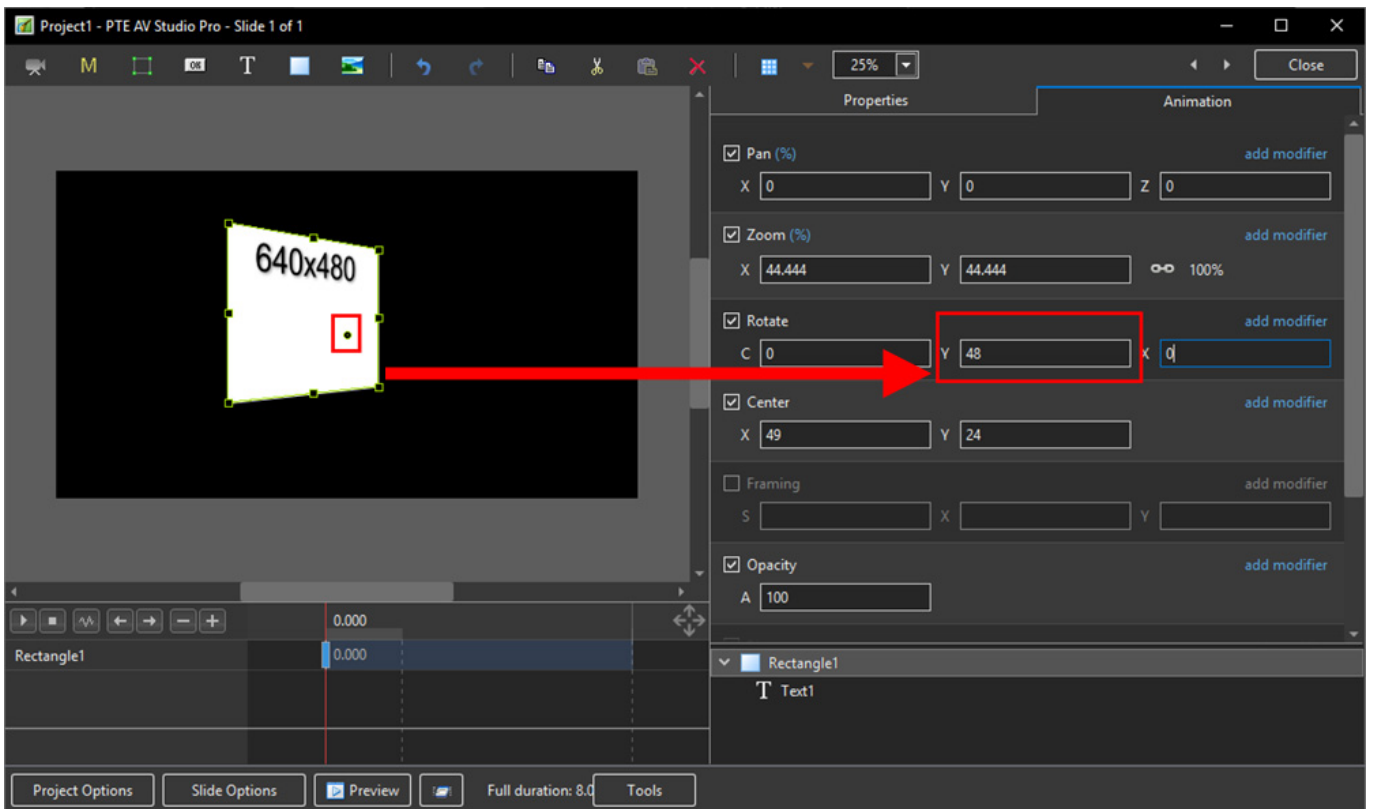 Project1 - PTE AV Studio Pro - Slide 1 of 1
M OK T 25% Close
Properties Animation
Pan (%) add modifier
X 0 Y 0 Z 0
640x480
Zoom (%) add modifier
X 44.444 Y 44.444 100%
Rotate add modifier
C 0 Y 48 X 0
Center add modifier
X 49 Y 24
Framing add modifier
S X Y
Opacity add modifier
A 100
0.000
Rectangle1 0.000
Rectangle1
T Text1
Project Options Slide Options Preview Full duration: 8.0 Tools